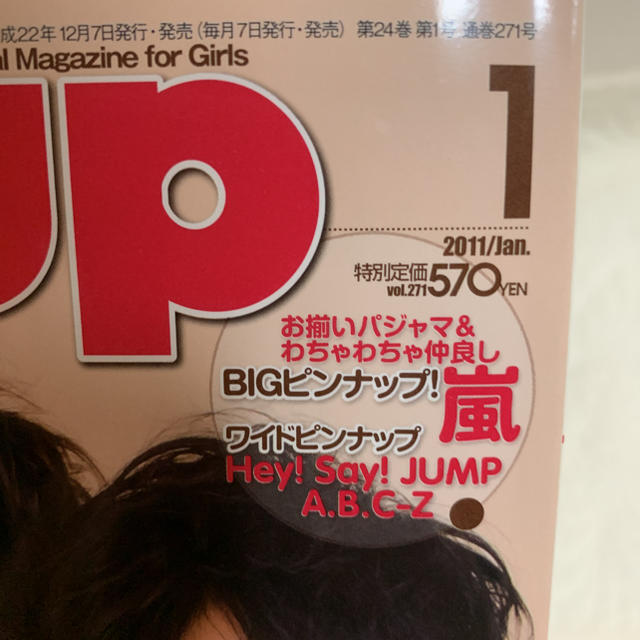 成22年 12月7日発行・発売(毎月7日発行・発売) 第24巻 第1号 通巻271号
al Magazine for Girls
up
1
2011/Jan.
特別定価570YEN
vol.271
お揃いパジャマ&
わちゃわちゃ仲良し
BIGピンナップ!嵐
ワイドピンナップ
Hey! Say! JUMP
A.B.C-Z